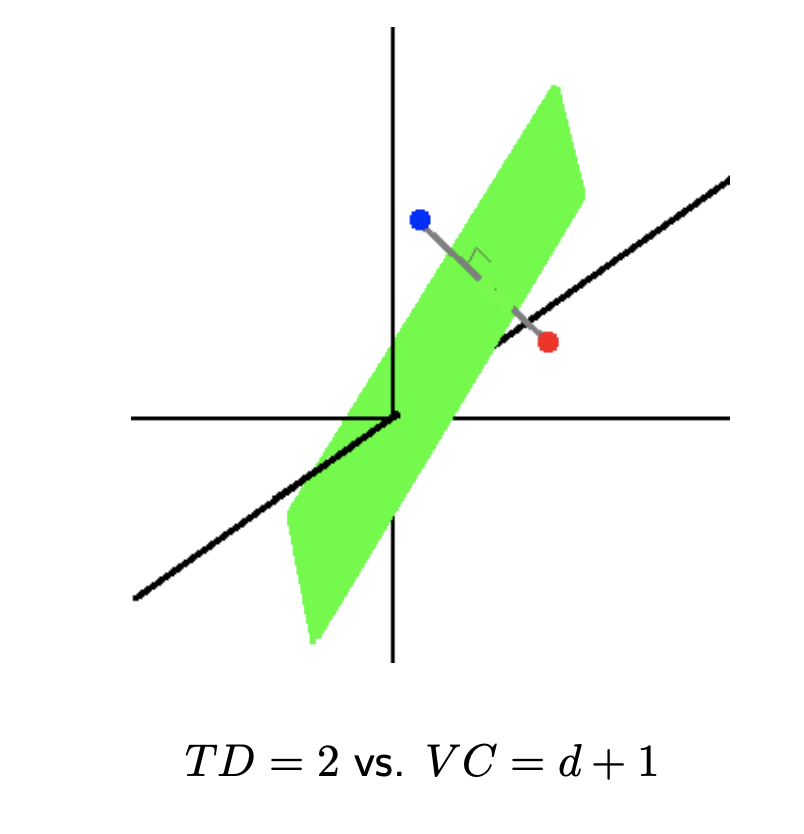 TD = 2 vs. VC = d + 1